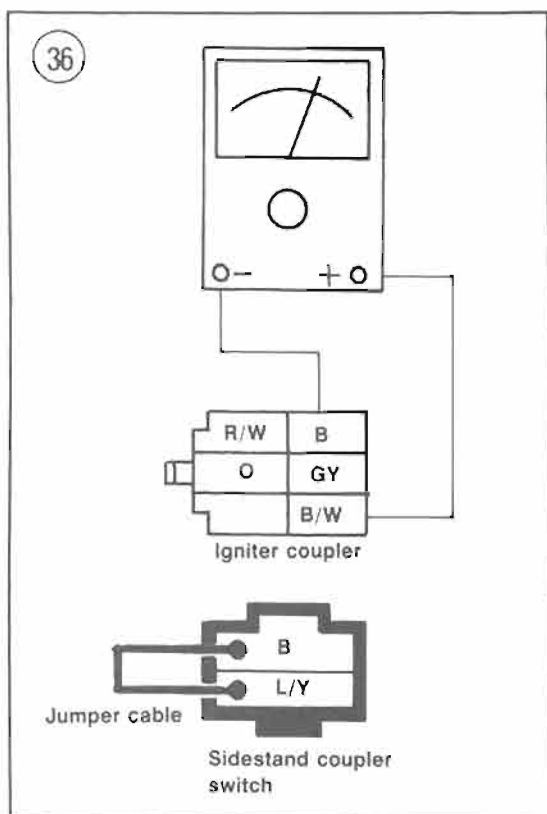 36
− +
R/W B
O GY
B/W
Igniter coupler
B
L/Y
Jumper cable
Sidestand coupler
switch